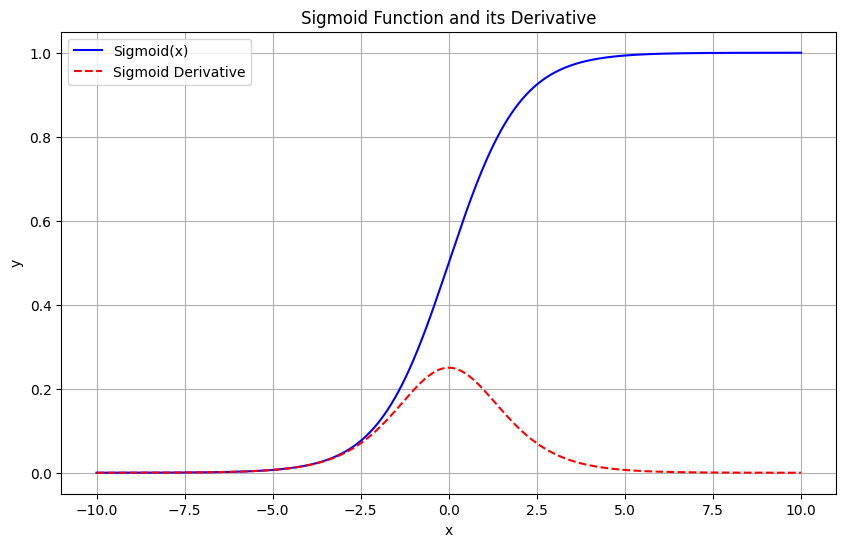 Sigmoid Function and its Derivative
Sigmoid(x)
Sigmoid Derivative
1.0
0.8
0.6
0.4
0.2
0.0
y
−10.0 −7.5 −5.0 −2.5 0.0 2.5 5.0 7.5 10.0
x